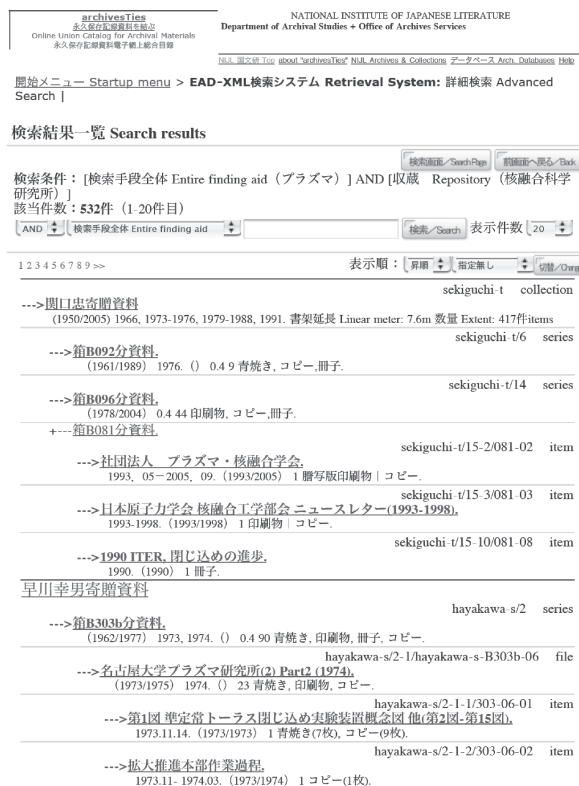 archivesTies
永久保存記録資料を結ぶ
Online Union Catalog for Archival Materials
永久保存記録資料電子網上総合目録
NATIONAL INSTITUTE OF JAPANESE LITERATURE
Department of Archival Studies + Office of Archives Services
NIJL 国文研 Top about "archivesTies" NIJL Archives & Collections データベース Arch. Databases Help
開始メニュー Startup menu > EAD-XML検索システム Retrieval System: 詳細検索 Advanced
Search |
検索結果一覧 Search results
検索画面／Search Page 前画面へ戻る／Back
検索条件： [検索手段全体 Entire finding aid（プラズマ）] AND [収蔵　Repository（核融合科学
研究所）]
該当件数：532件（1-20件目）
AND 検索手段全体 Entire finding aid 検索／Search 表示件数 20
1 2 3 4 5 6 7 8 9 >> 表示順： 昇順 指定無し 切替／Chang
sekiguchi-t collection
--->関口忠寄贈資料
(1950/2005) 1966, 1973-1976, 1979-1988, 1991. 書架延長 Linear meter: 7.6m 数量 Extent: 417件items
sekiguchi-t/6 series
--->箱B092分資料.
(1961/1989) 1976. （） 0.4 9 青焼き, コピー,冊子.
sekiguchi-t/14 series
--->箱B096分資料.
(1978/2004) 0.4 44 印刷物, コピー,冊子.
+---箱B081分資料.
sekiguchi-t/15-2/081-02 item
--->社団法人　プラズマ・核融合学会.
1993．05－2005．09.（1993/2005） 1 謄写版印刷物｜コピー.
sekiguchi-t/15-3/081-03 item
--->日本原子力学会 核融合工学部会 ニュースレター(1993-1998).
1993-1998.（1993/1998） 1 印刷物｜コピー.
sekiguchi-t/15-10/081-08 item
--->1990 ITER, 閉じ込めの進歩.
1990.（1990） 1 冊子.
早川幸男寄贈資料
hayakawa-s/2 series
--->箱B303b分資料.
(1962/1977) 1973, 1974.（） 0.4 90 青焼き, 印刷物, 冊子, コピー.
hayakawa-s/2-1/hayakawa-s-B303b-06 file
--->名古屋大学プラズマ研究所(2) Part2 (1974).
(1973/1975) 1974.（） 23 青焼き, 印刷物, コピー.
hayakawa-s/2-1-1/303-06-01 item
--->第1図 準定常トーラス閉じ込め実験装置概念図 他(第2図-第15図).
1973.11.14.（1973/1973） 1 青焼き(7枚), コピー(9枚).
hayakawa-s/2-1-2/303-06-02 item
--->拡大推進本部作業過程.
1973.11- 1974.03.（1973/1974） 1 コピー(1枚).